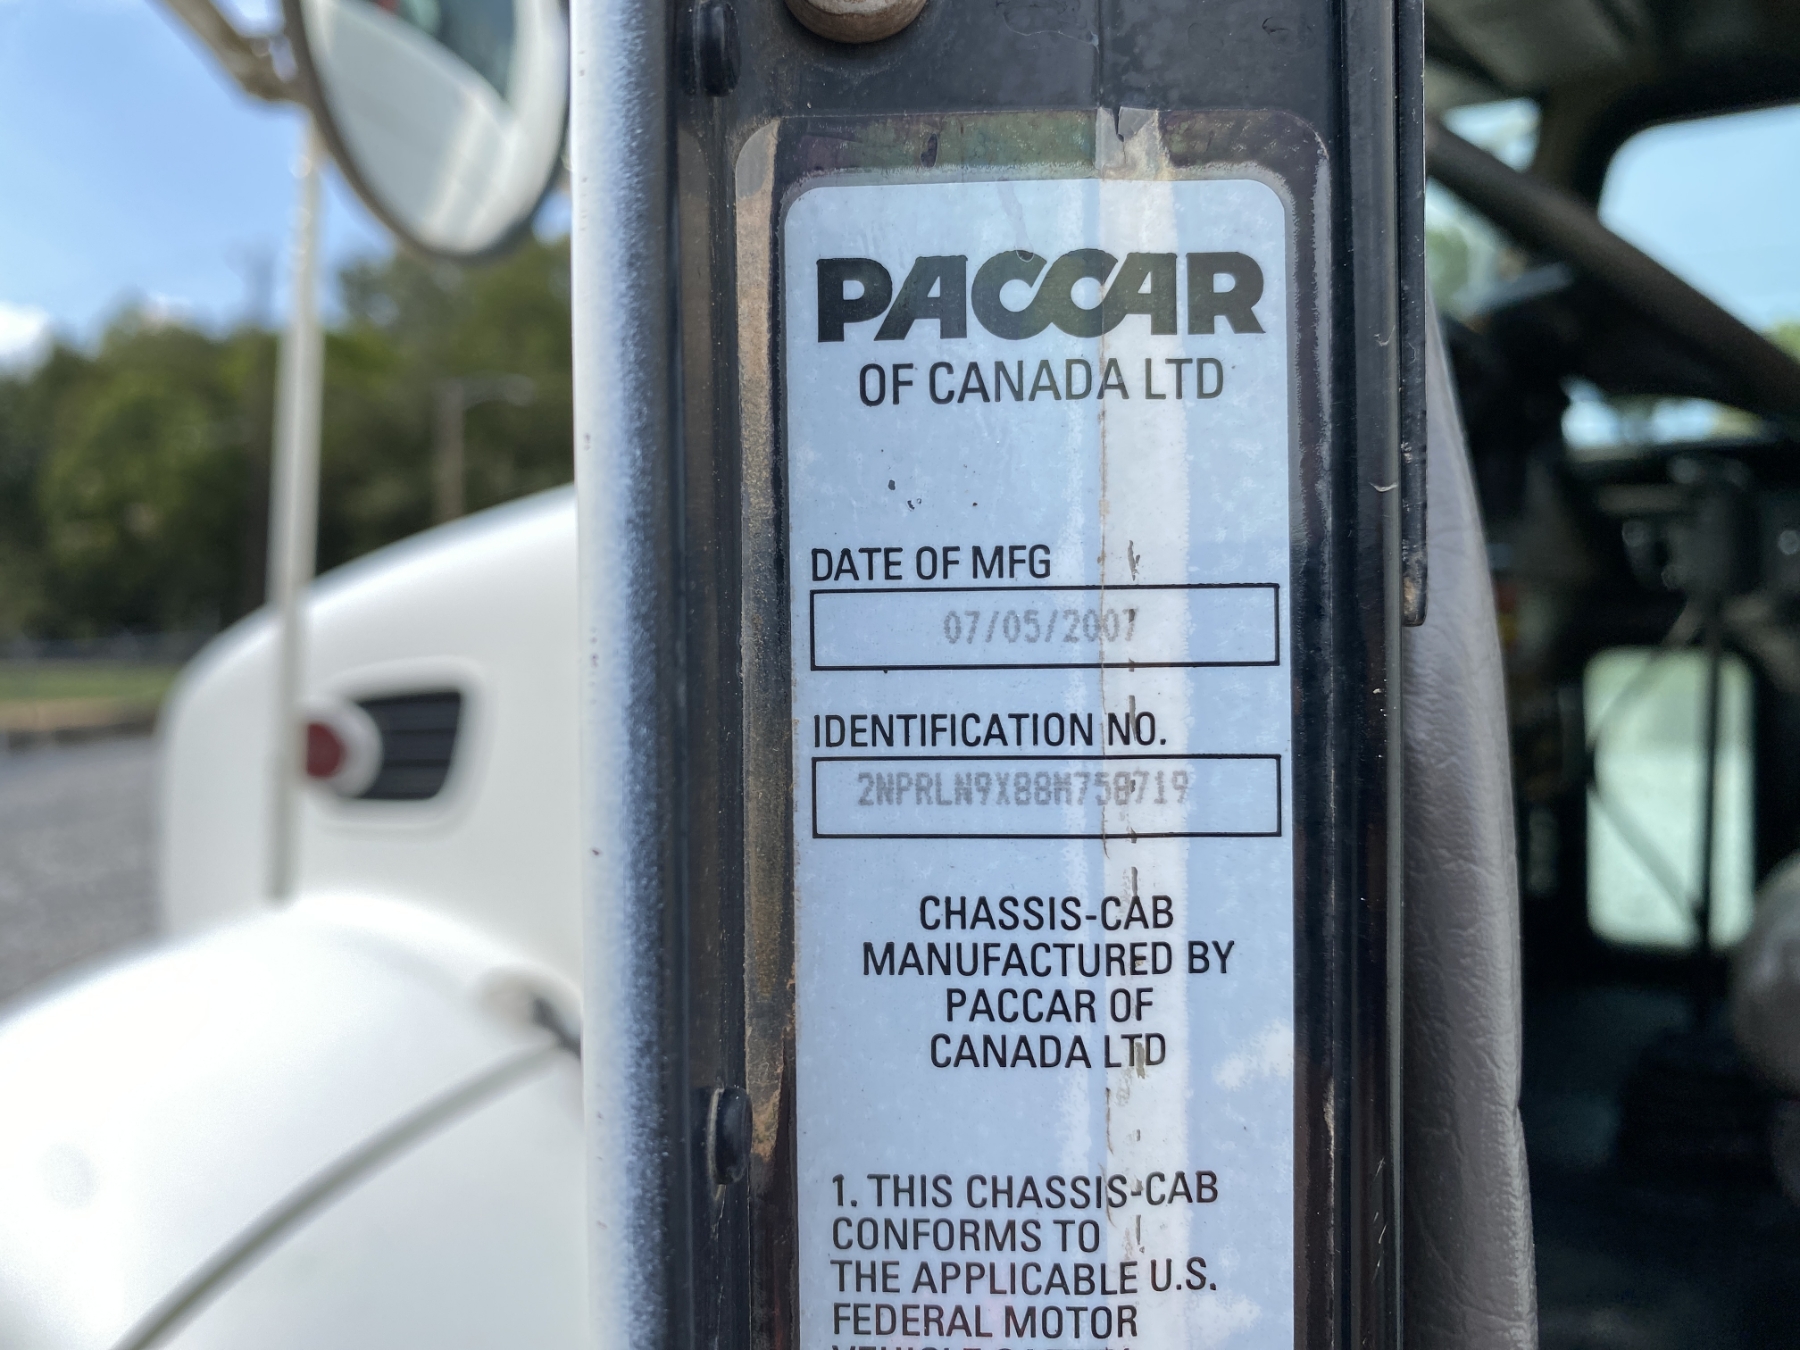 PACCAR
OF CANADA LTD
DATE OF MFG
07/05/2007
IDENTIFICATION NO.
2NPRLN9X88M758719
CHASSIS-CAB
MANUFACTURED BY
PACCAR OF
CANADA LTD
1. THIS CHASSIS-CAB
CONFORMS TO
THE APPLICABLE U.S.
FEDERAL MOTOR